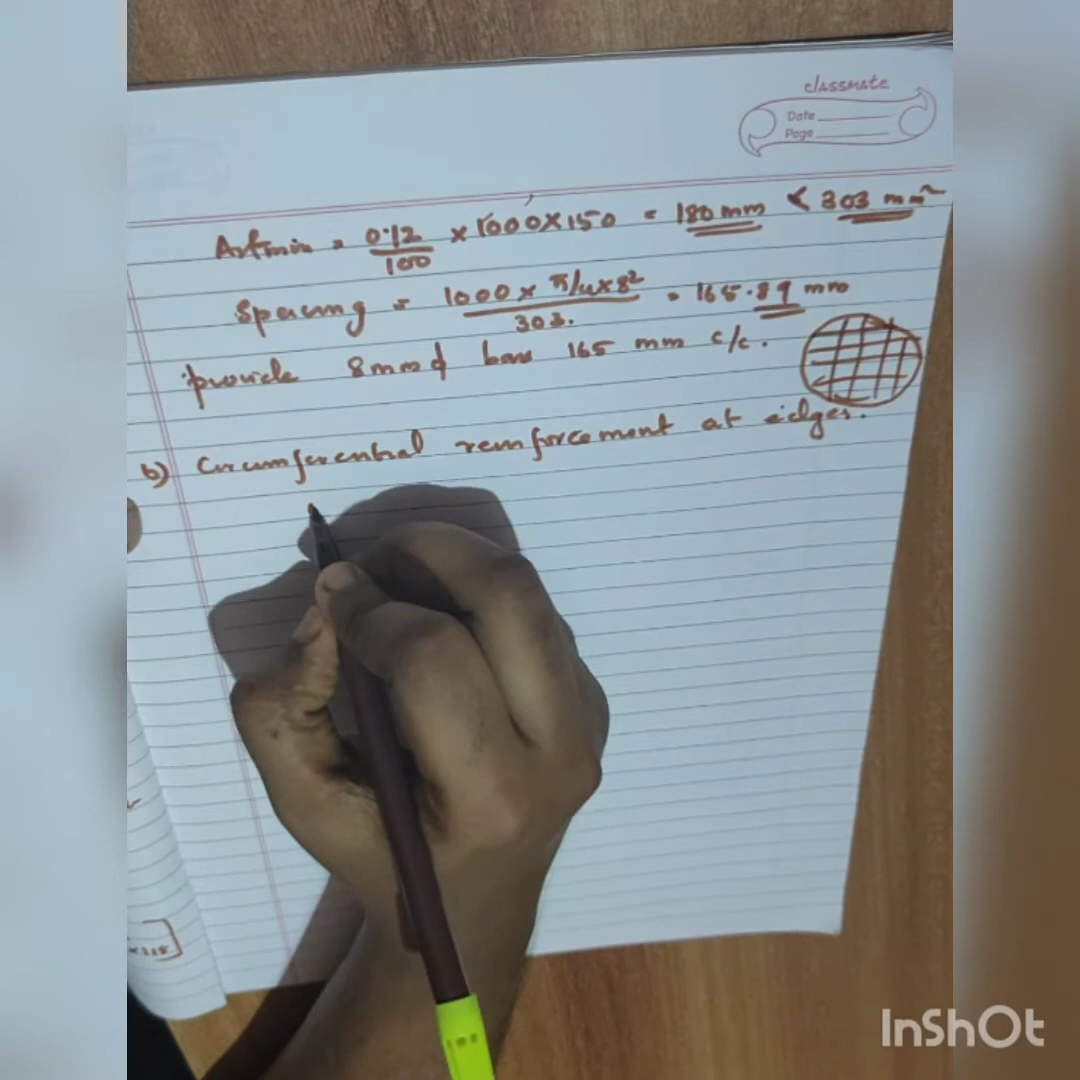 classmate
Date
Page
Astmin = 0.12/100 × 1000×150 = 180 mm < 303 mm²
Spacing = 1000 × π/4×8²/303. = 165.89 mm
provide 8mm ϕ bars 165 mm c/c.
b) Circumferential reinforcement at edges.
InShOt